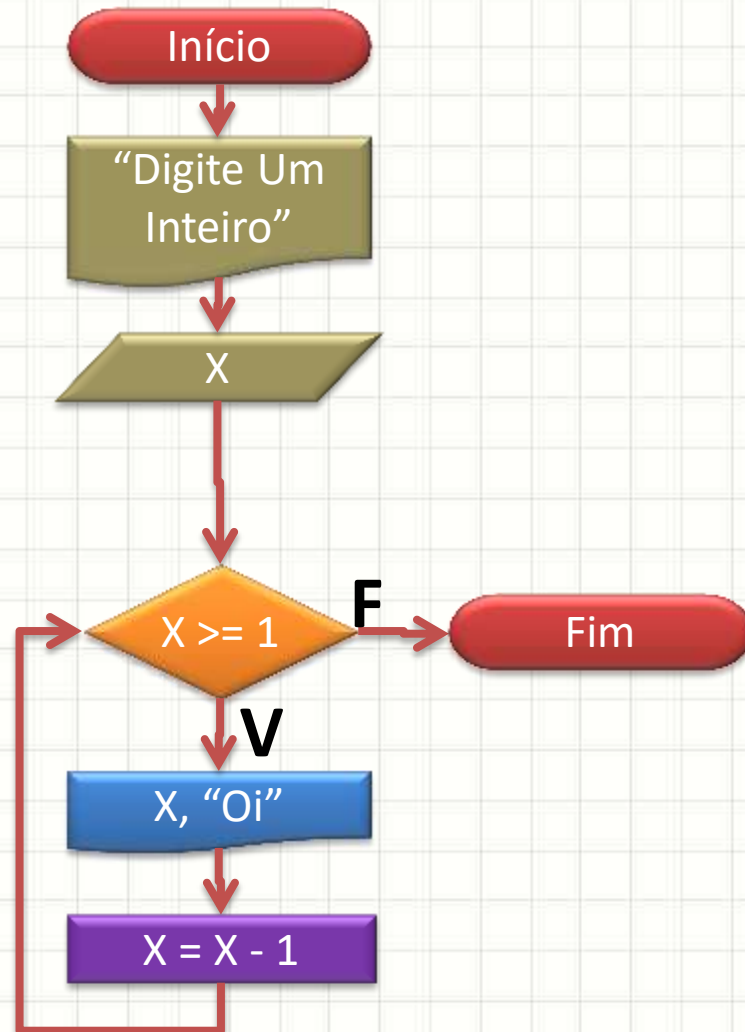 Início
“Digite Um
Inteiro”
X
X >= 1
F
Fim
V
X, “Oi”
X = X - 1